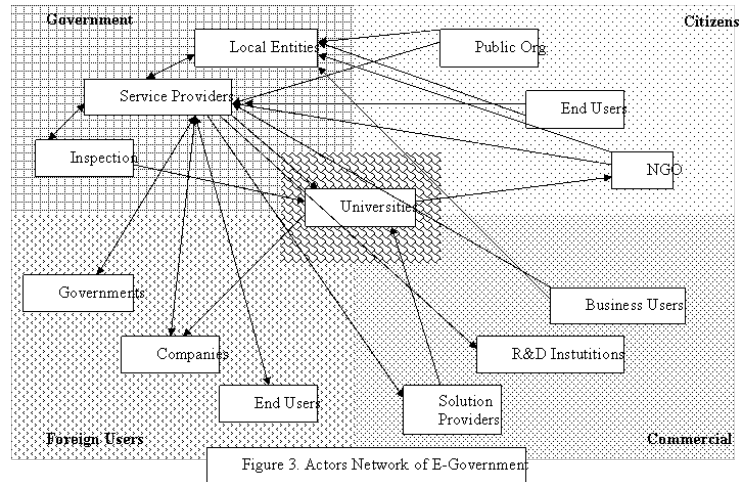 Government
Citizens
Local Entities
Public Org.
Service Providers
End Users
Inspection
NGO
Universities
Governments
Business Users
Companies
R&D Instutitions
End Users
Solution
Providers
Foreign Users
Commercial
Figure 3. Actors Network of E-Government